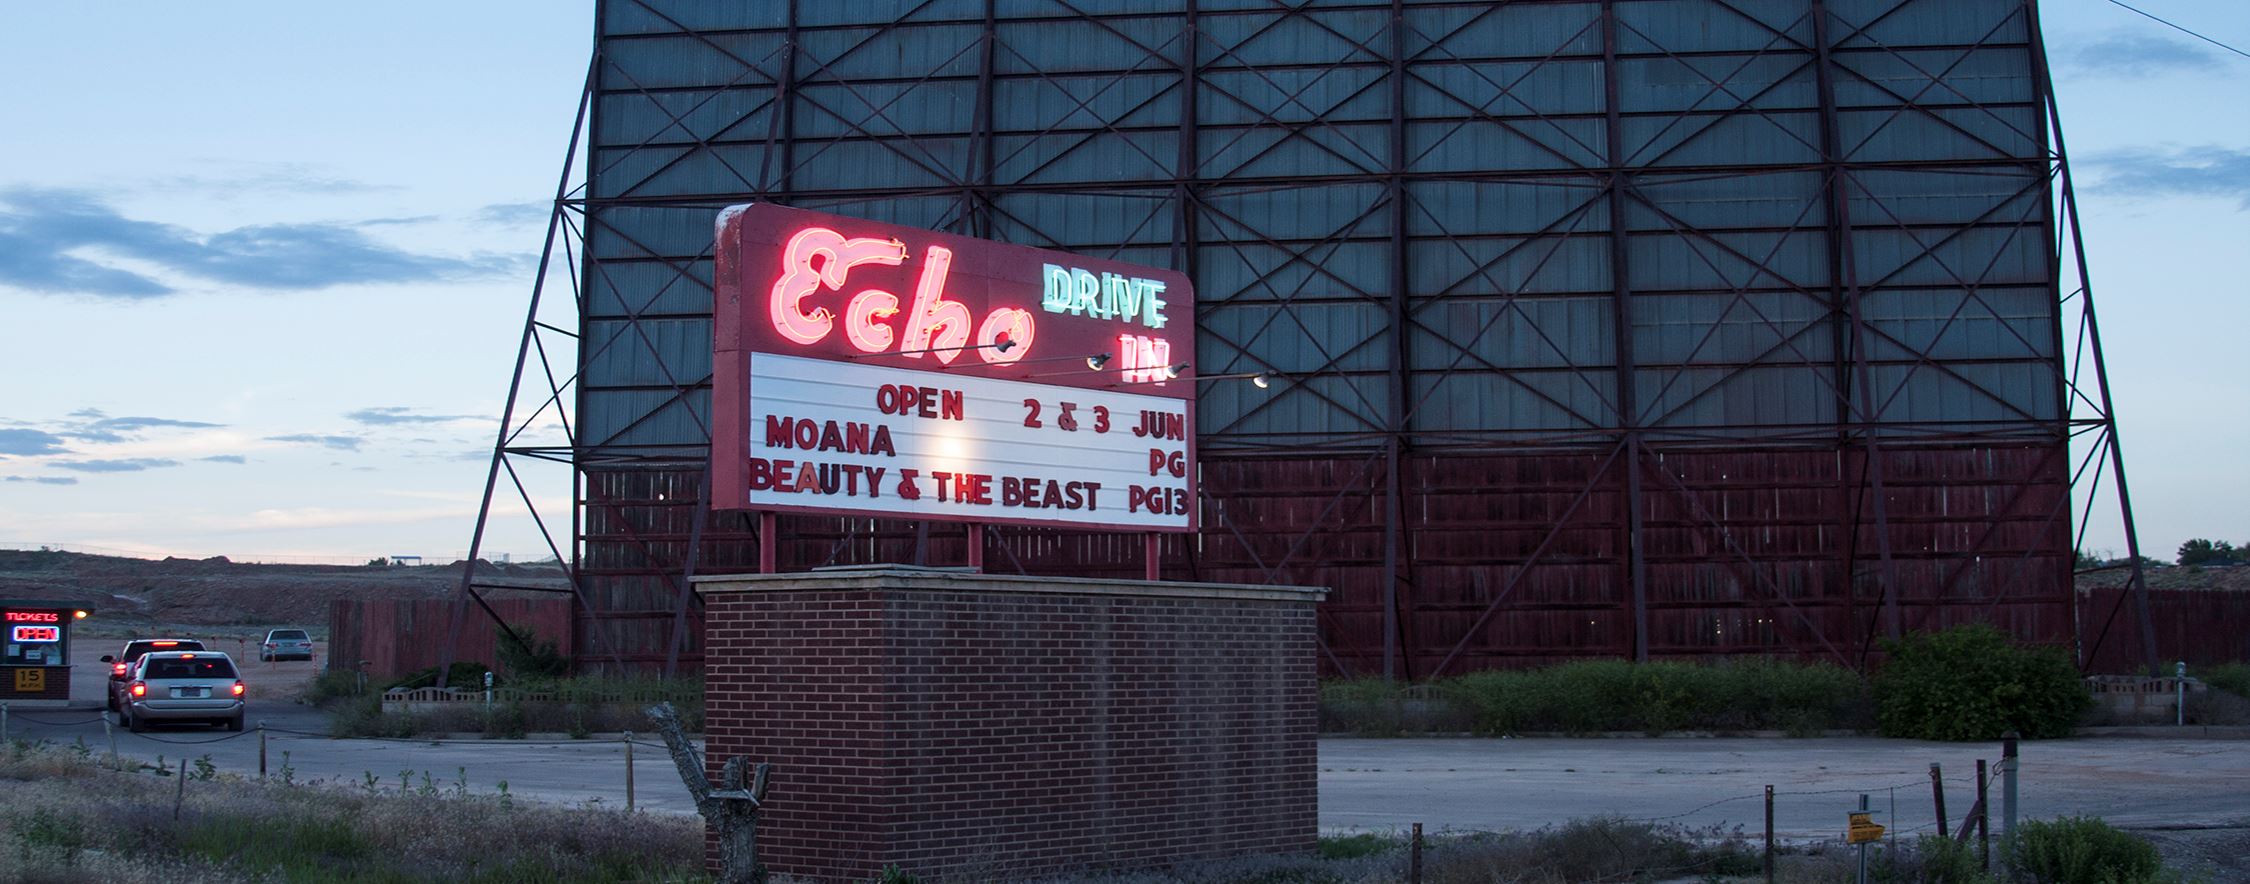 Echo DRIVE
IN
OPEN 2 & 3 JUN
MOANA PG
BEAUTY & THE BEAST PG13
TICKETS
OPEN
15
M.P.H.